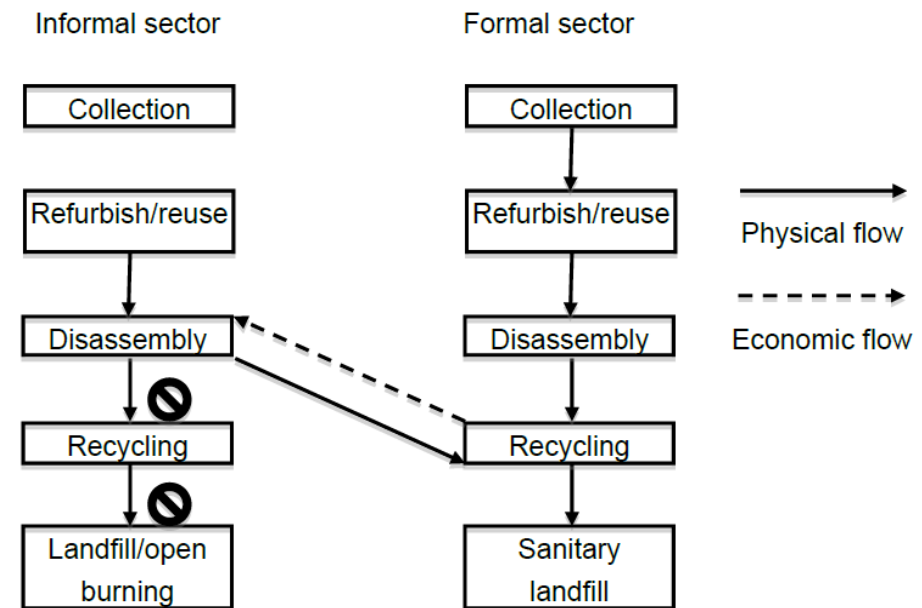 Informal sector
Formal sector
Collection
Collection
Refurbish/reuse
Refurbish/reuse
Physical flow
Disassembly
Disassembly
Economic flow
Recycling
Recycling
Landfill/open
burning
Sanitary
landfill